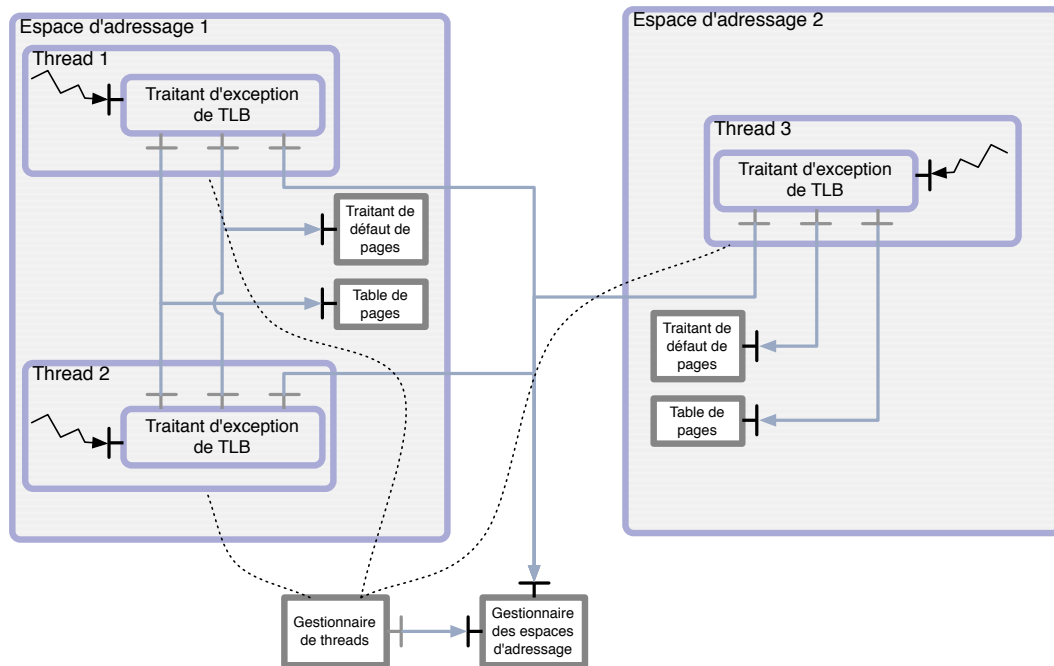 Espace d'adressage 1
Thread 1
Traitant d'exception
de TLB
Traitant de
défaut de
pages
Table de
pages
Thread 2
Traitant d'exception
de TLB
Espace d'adressage 2
Thread 3
Traitant d'exception
de TLB
Traitant de
défaut de
pages
Table de
pages
Gestionnaire
de threads
Gestionnaire
des espaces
d'adressage